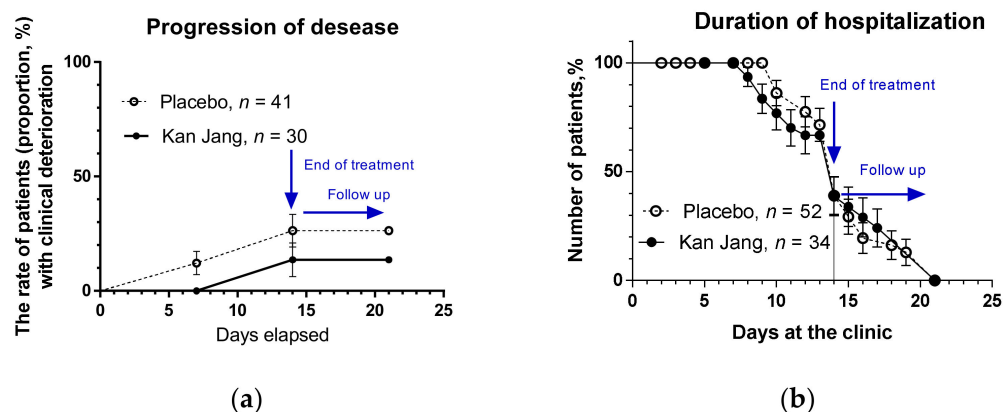 Progression of desease
The rate of patients (proportion, %)
with clinical deterioration
100
50
0
Placebo, n = 41
Kan Jang, n = 30
End of treatment
Follow up
0 5 10 15 20 25
Days elapsed
(a)
Duration of hospitalization
Number of patients,%
100
50
0
End of treatment
Follow up
Placebo, n = 52
Kan Jang, n = 34
0 5 10 15 20 25
Days at the clinic
(b)